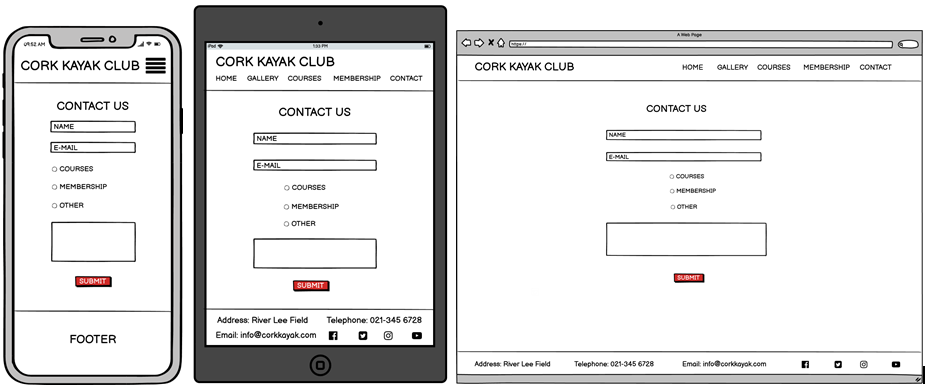 09:52 AM
CORK KAYAK CLUB
CONTACT US
NAME
E-MAIL
COURSES
MEMBERSHIP
OTHER
SUBMIT
FOOTER
iPad 1:33 PM
CORK KAYAK CLUB
HOME GALLERY COURSES MEMBERSHIP CONTACT
CONTACT US
NAME
E-MAIL
COURSES
MEMBERSHIP
OTHER
SUBMIT
Address: River Lee Field Telephone: 021-345 6728
Email: info@corkkayak.com
A Web Page
https://
CORK KAYAK CLUB HOME GALLERY COURSES MEMBERSHIP CONTACT
CONTACT US
NAME
E-MAIL
COURSES
MEMBERSHIP
OTHER
SUBMIT
Address: River Lee Field Telephone: 021-345 6728 Email: info@corkkayak.com